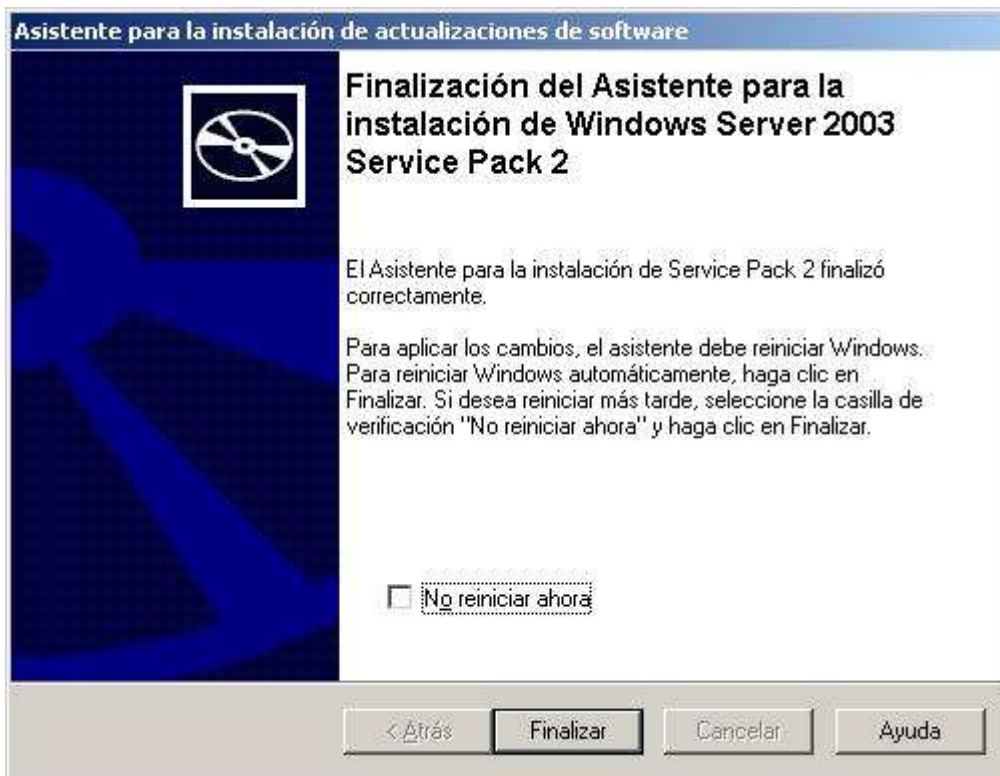 Asistente para la instalación de actualizaciones de software
Finalización del Asistente para la
instalación de Windows Server 2003
Service Pack 2
El Asistente para la instalación de Service Pack 2 finalizó
correctamente.
Para aplicar los cambios, el asistente debe reiniciar Windows.
Para reiniciar Windows automáticamente, haga clic en
Finalizar. Si desea reiniciar más tarde, seleccione la casilla de
verificación "No reiniciar ahora" y haga clic en Finalizar.
No reiniciar ahora
< Atrás
Finalizar
Cancelar
Ayuda